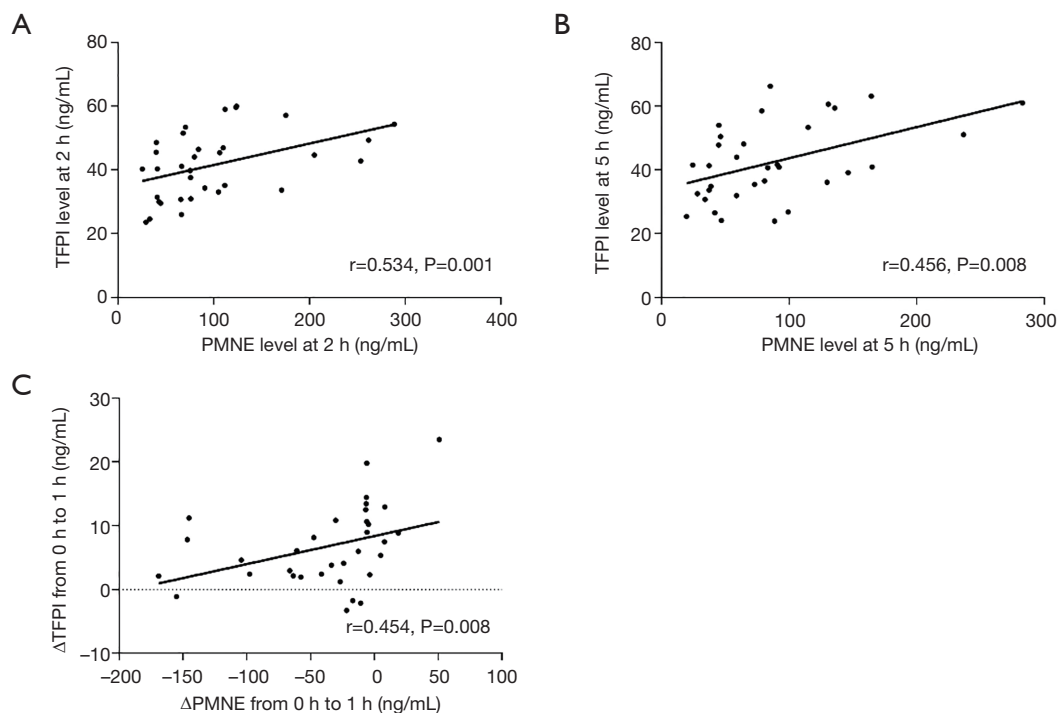 A
80
60
40
20
0
TFPI level at 2 h (ng/mL)
r=0.534, P=0.001
0 100 200 300 400
PMNE level at 2 h (ng/mL)
B
80
60
40
20
0
TFPI level at 5 h (ng/mL)
r=0.456, P=0.008
0 100 200 300
PMNE level at 5 h (ng/mL)
C
30
20
10
0
–10
ΔTFPI from 0 h to 1 h (ng/mL)
r=0.454, P=0.008
–200 –150 –100 –50 0 50 100
ΔPMNE from 0 h to 1 h (ng/mL)